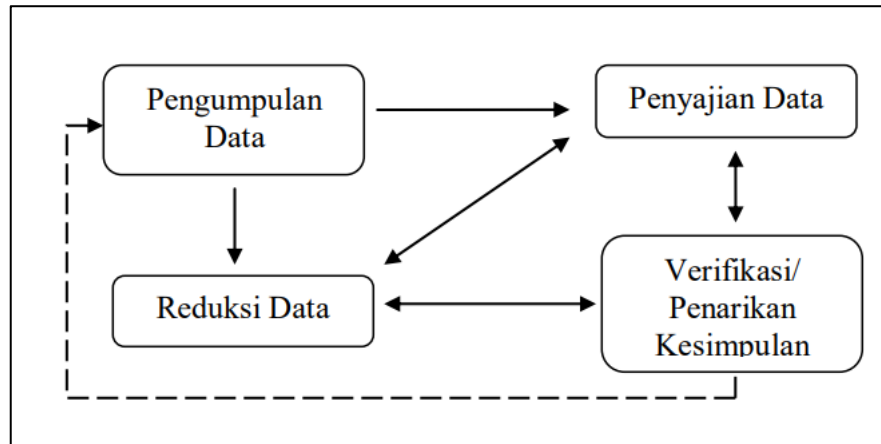 Pengumpulan
Data
Penyajian Data
Reduksi Data
Verifikasi/
Penarikan
Kesimpulan